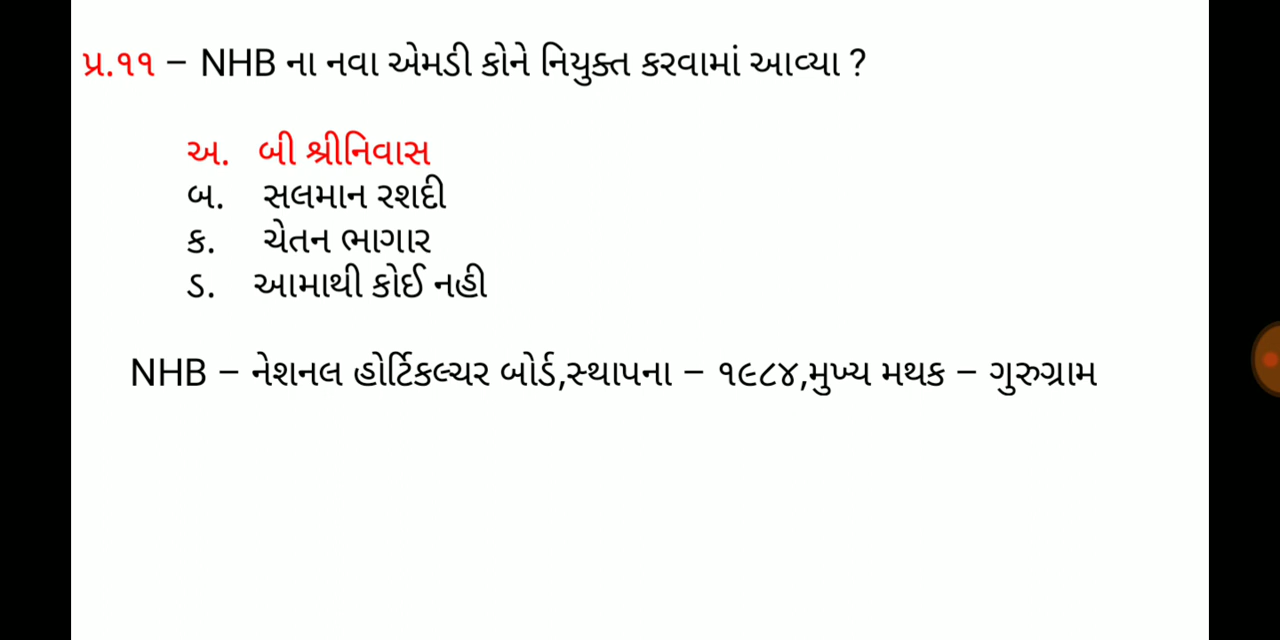 પ્ર.૧૧ – NHB ના નવા એમડી કોને નિયુક્ત કરવામાં આવ્યા ?
અ. બી શ્રીનિવાસ
બ. સલમાન રશદી
ક. ચેતન ભાગાર
ડ. આમાથી કોઈ નહી
NHB – નેશનલ હોર્ટિકલ્ચર બોર્ડ,સ્થાપના – ૧૯૮૪,મુખ્ય મથક – ગુરુગ્રામ